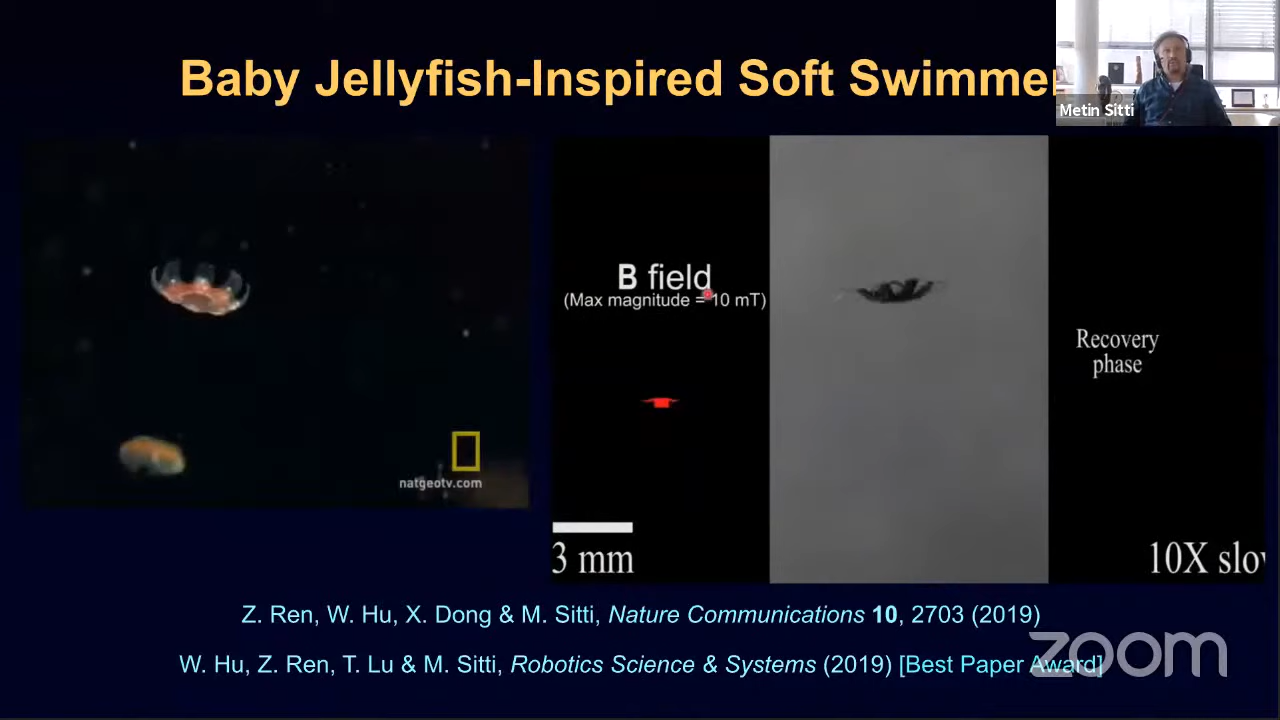 Baby Jellyfish-Inspired Soft Swimmer
Metin Sitti
B field
(Max magnitude = 10 mT)
Recovery
phase
natgeotv.com
3 mm
10X slow
Z. Ren, W. Hu, X. Dong & M. Sitti, Nature Communications 10, 2703 (2019)
W. Hu, Z. Ren, T. Lu & M. Sitti, Robotics Science & Systems (2019) [Best Paper Award]
zoom